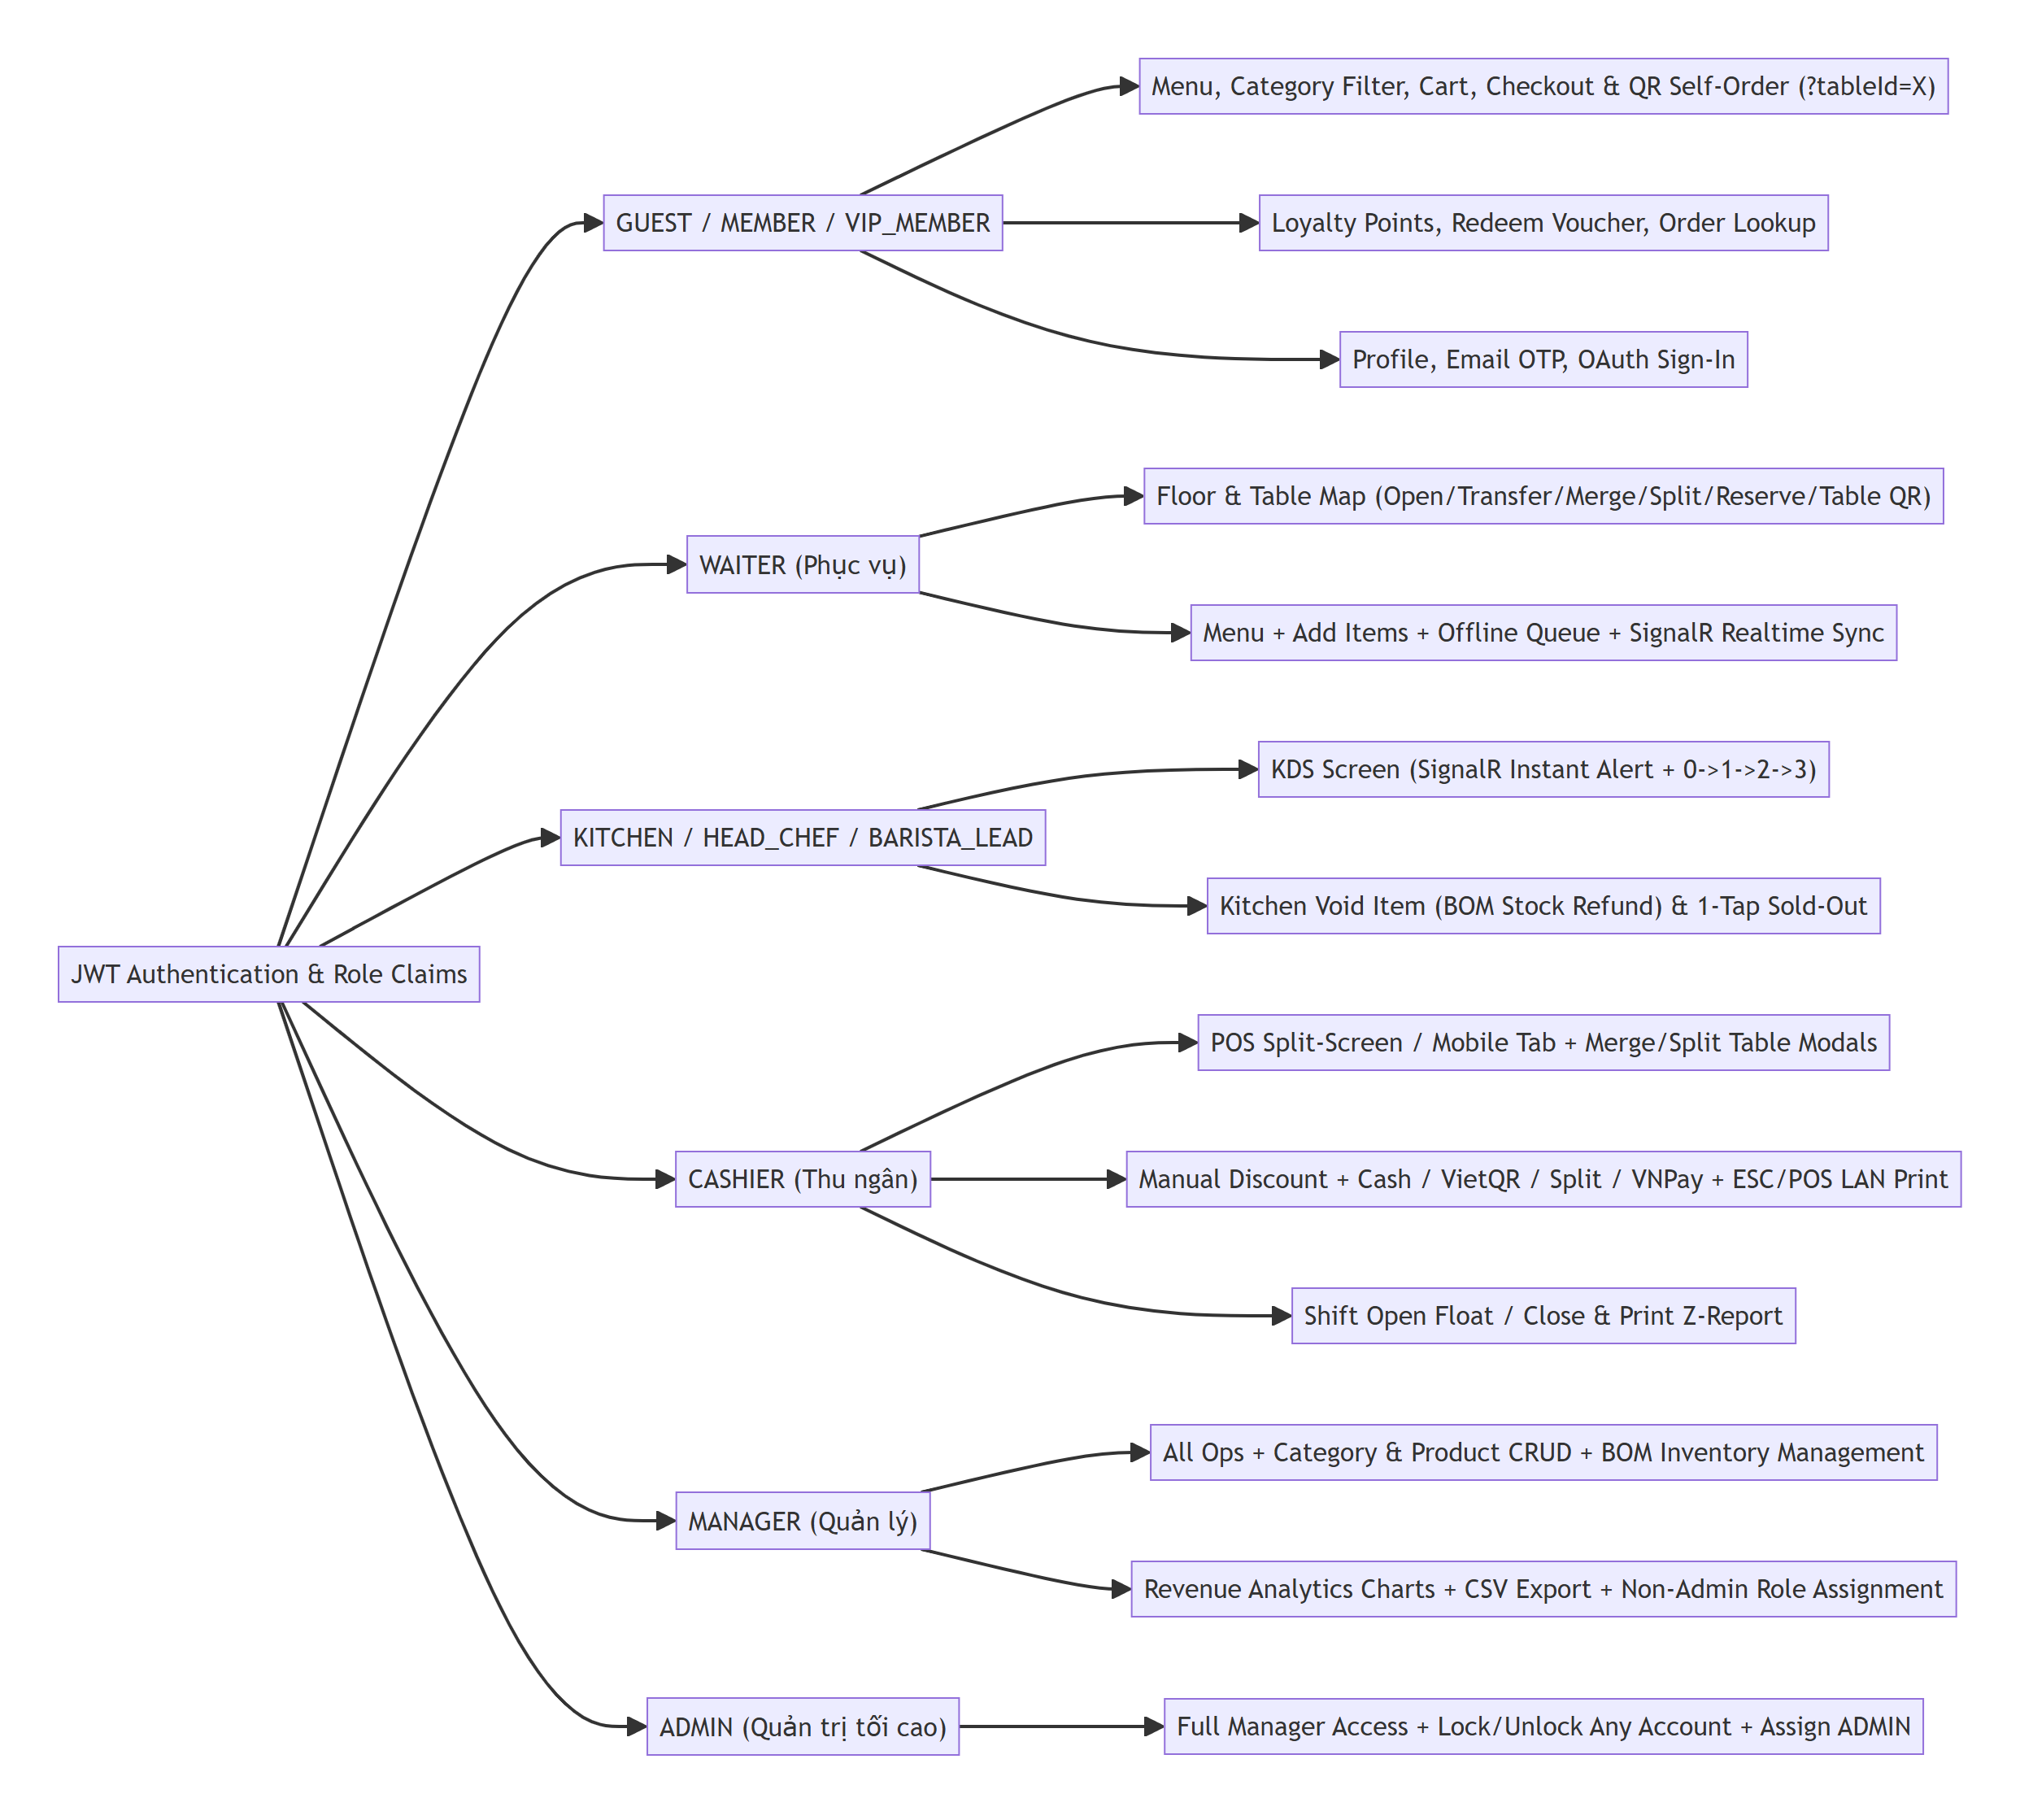 JWT Authentication & Role Claims
GUEST / MEMBER / VIP_MEMBER
Menu, Category Filter, Cart, Checkout & QR Self-Order (?tableId=X)
Loyalty Points, Redeem Voucher, Order Lookup
Profile, Email OTP, OAuth Sign-In
WAITER (Phục vụ)
Floor & Table Map (Open/Transfer/Merge/Split/Reserve/Table QR)
Menu + Add Items + Offline Queue + SignalR Realtime Sync
KITCHEN / HEAD_CHEF / BARISTA_LEAD
KDS Screen (SignalR Instant Alert + 0->1->2->3)
Kitchen Void Item (BOM Stock Refund) & 1-Tap Sold-Out
CASHIER (Thu ngân)
POS Split-Screen / Mobile Tab + Merge/Split Table Modals
Manual Discount + Cash / VietQR / Split / VNPay + ESC/POS LAN Print
Shift Open Float / Close & Print Z-Report
MANAGER (Quản lý)
All Ops + Category & Product CRUD + BOM Inventory Management
Revenue Analytics Charts + CSV Export + Non-Admin Role Assignment
ADMIN (Quản trị tối cao)
Full Manager Access + Lock/Unlock Any Account + Assign ADMIN